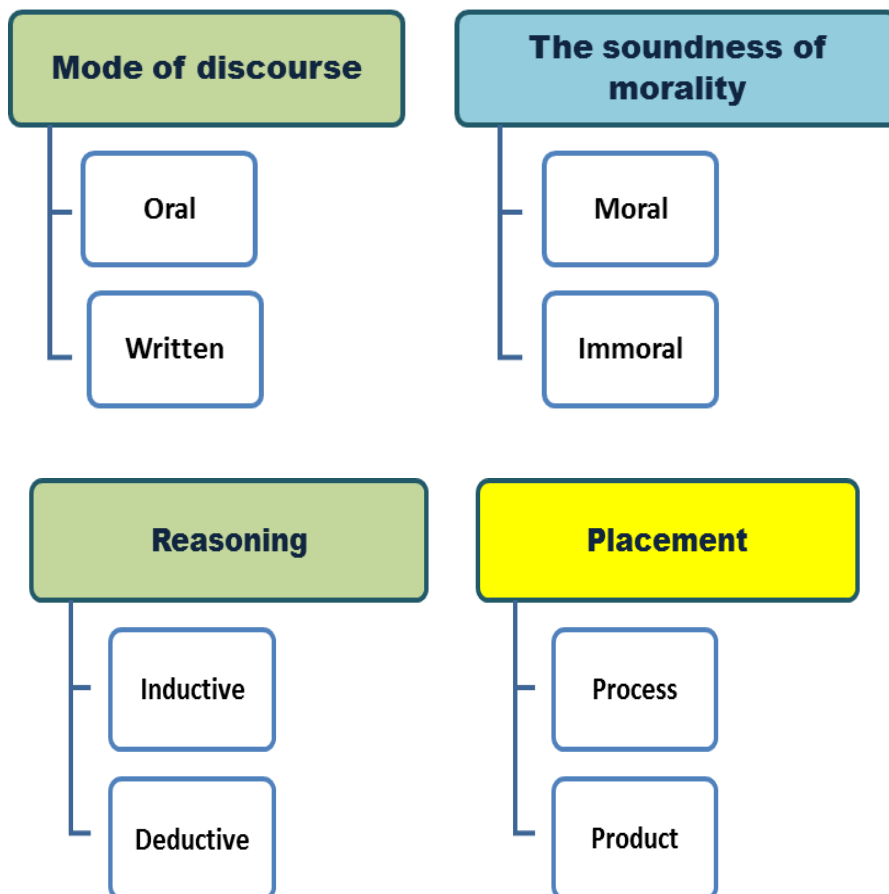 Mode of discourse
Oral
Written
The soundness of
morality
Moral
Immoral
Reasoning
Inductive
Deductive
Placement
Process
Product